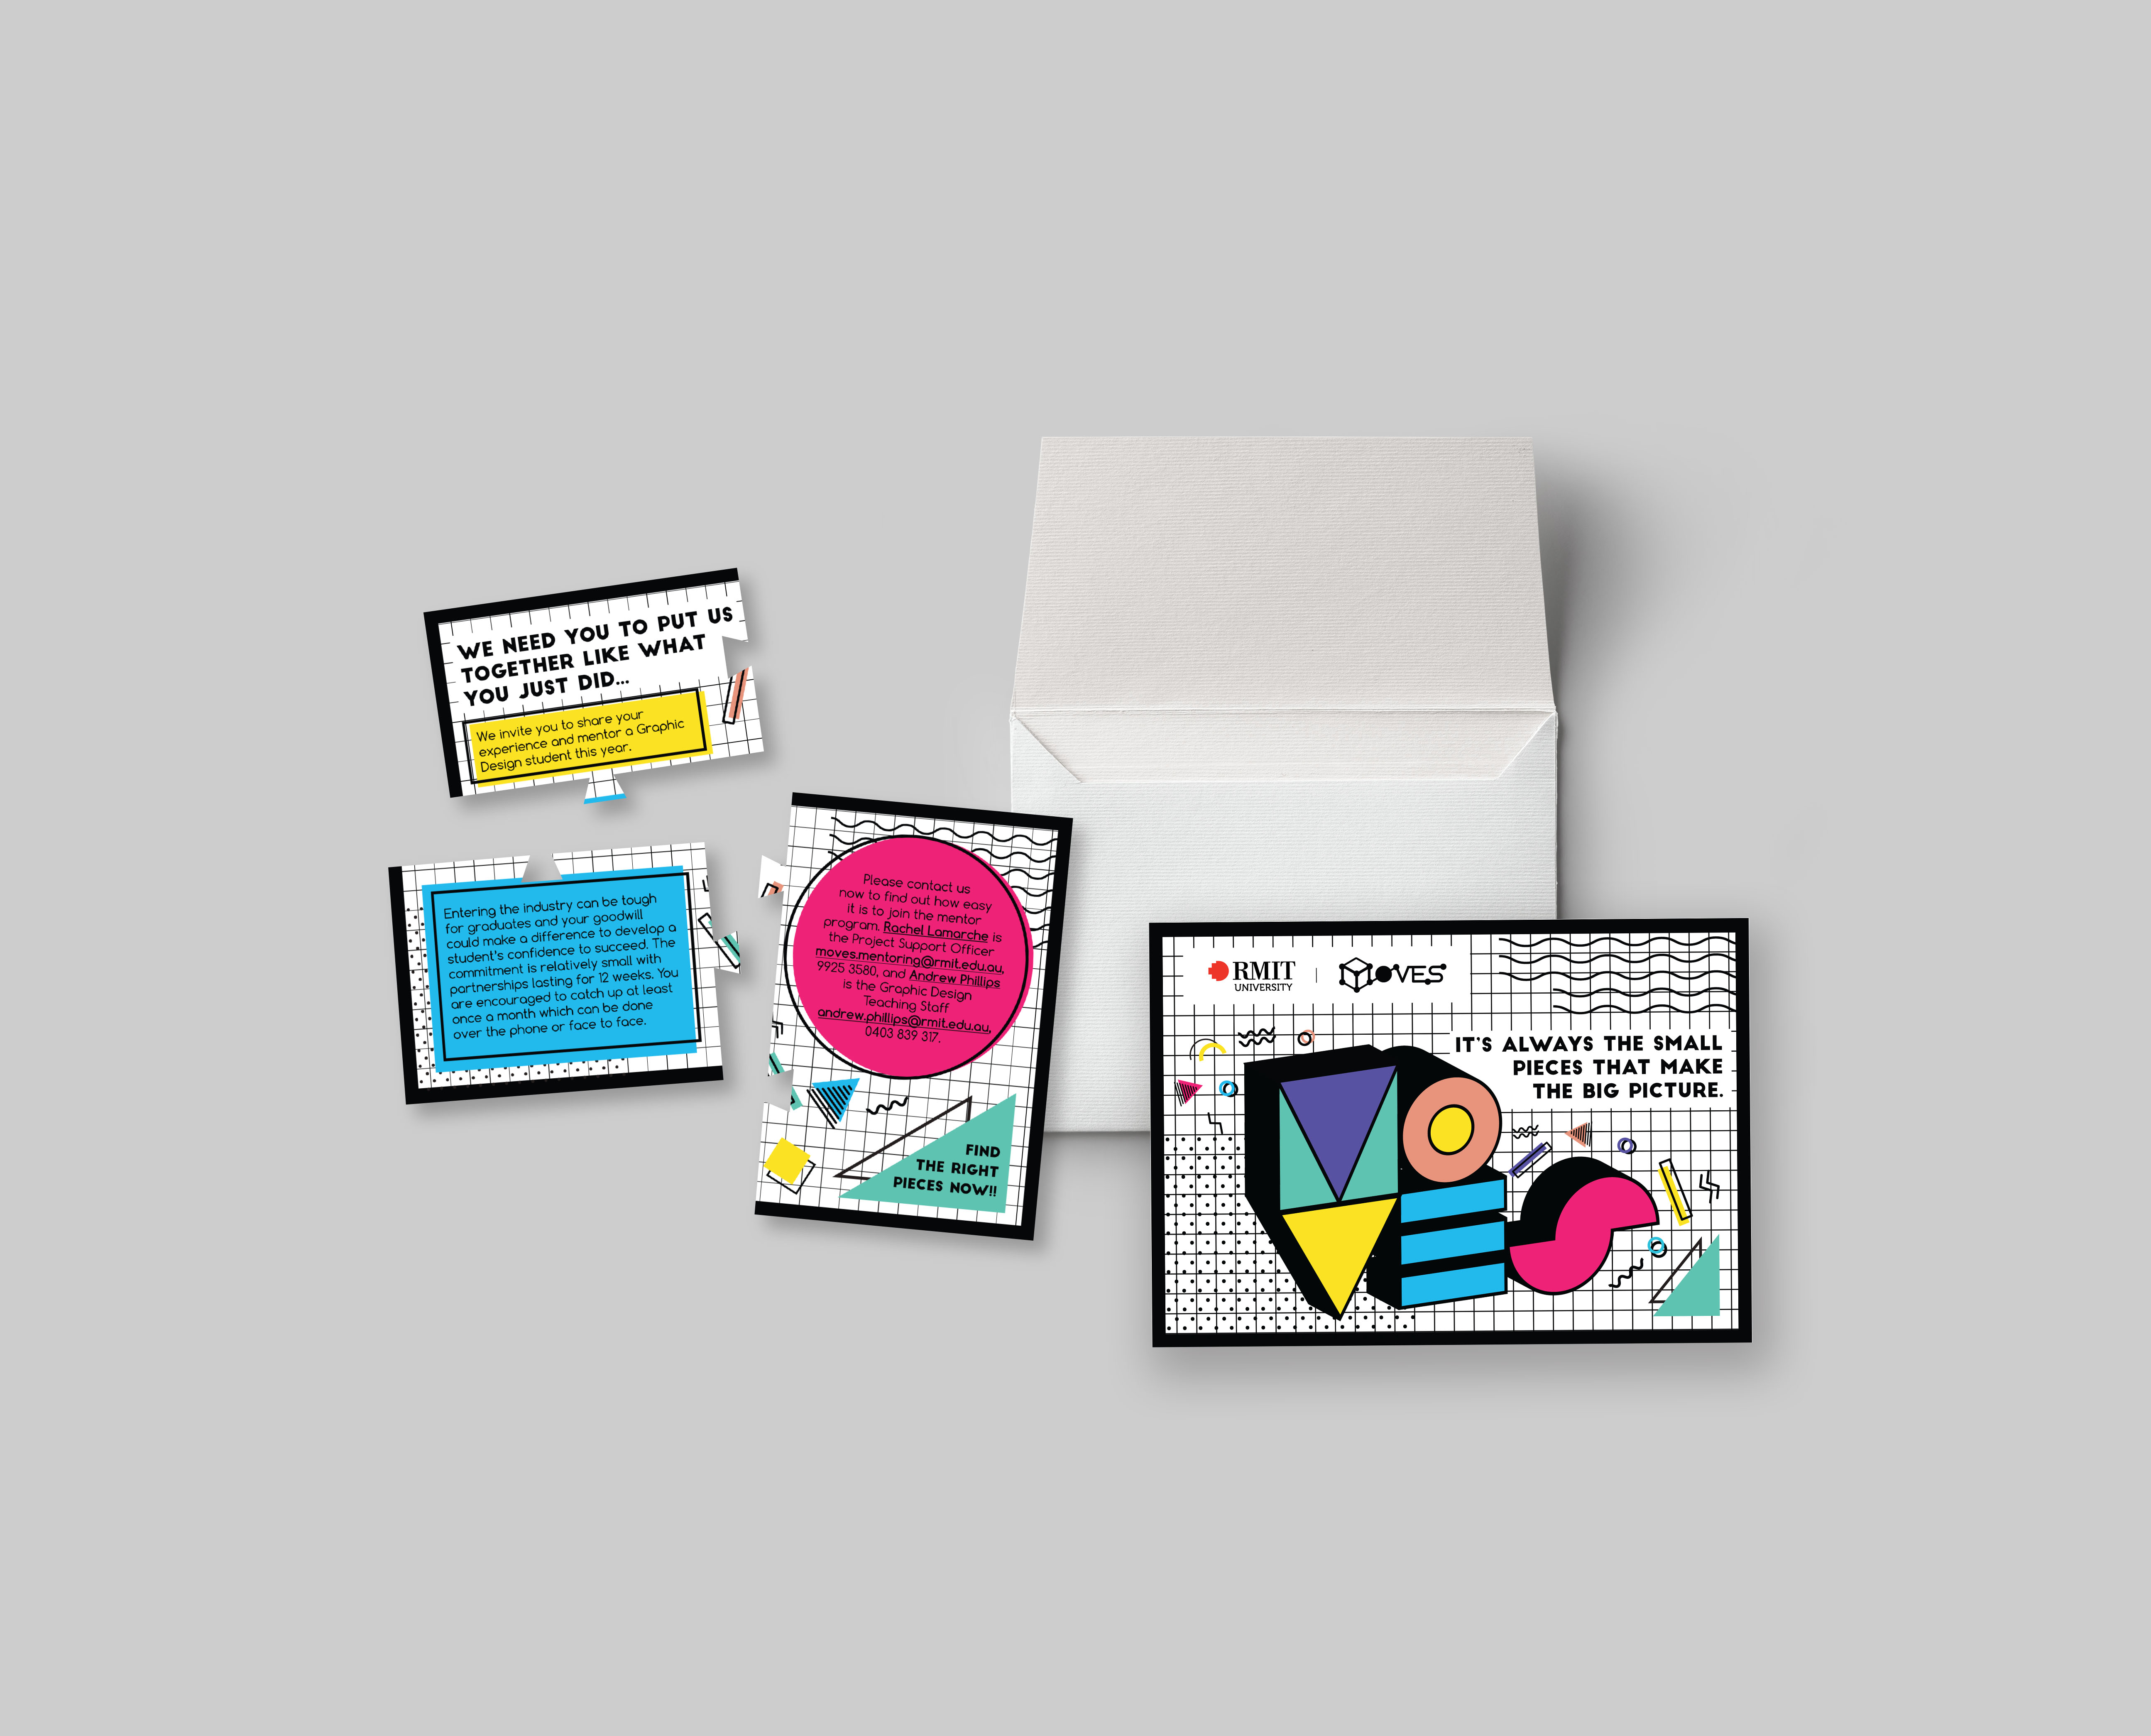 WE NEED YOU TO PUT US
TOGETHER LIKE WHAT
YOU JUST DID...
We invite you to share your
experience and mentor a Graphic
Design student this year.
Entering the industry can be tough
for graduates and your goodwill
could make a difference to develop a
student's confidence to succeed. The
commitment is relatively small with
partnerships lasting for 12 weeks. You
are encouraged to catch up at least
once a month which can be done
over the phone or face to face.
Please contact us
now to find out how easy
it is to join the mentor
program. Rachel Lamarche is
the Project Support Officer
moves.mentoring@rmit.edu.au,
9925 3580, and Andrew Phillips
is the Graphic Design
Teaching Staff
andrew.phillips@rmit.edu.au,
0403 839 317.
FIND
THE RIGHT
PIECES NOW!!
RMIT
UNIVERSITY
MOVES
IT'S ALWAYS THE SMALL
PIECES THAT MAKE
THE BIG PICTURE.
MOVES